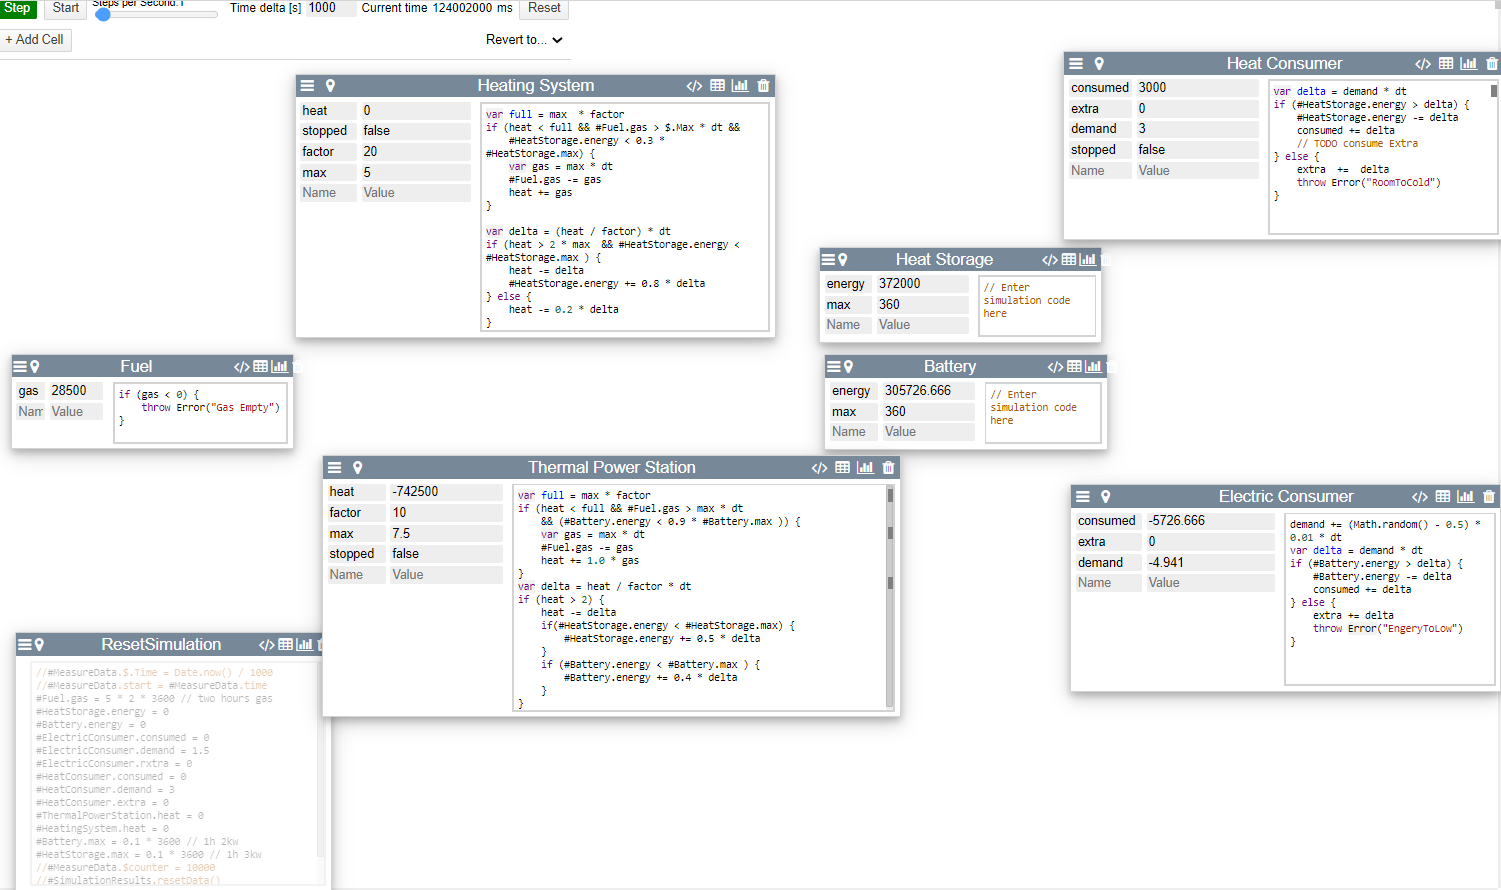 Step
Start
Steps per Second:1
Time delta [s]
1000
Current time
124002000 ms
Reset
+ Add Cell
Revert to...
Heating System
heat
0
stopped
false
factor
20
max
5
Name
Value
var full = max  * factor
if (heat < full && #Fuel.gas > $.Max * dt &&
#HeatStorage.energy < 0.3 *
#HeatStorage.max) {
var gas = max * dt
#Fuel.gas -= gas
heat += gas
}
var delta = (heat / factor) * dt
if (heat > 2 * max  && #HeatStorage.energy <
#HeatStorage.max ) {
heat -= delta
#HeatStorage.energy += 0.8 * delta
} else {
heat -= 0.2 * delta
}
Heat Consumer
</>
consumed
3000
extra
0
demand
3
stopped
false
Name
Value
var delta = demand * dt
if (#HeatStorage.energy > delta) {
#HeatStorage.energy -= delta
consumed += delta
// TODO consume Extra
} else {
extra  +=  delta
throw Error("RoomToCold")
}
Heat Storage
energy
372000
max
360
Name
Value
// Enter
simulation code
here
Fuel
gas
28500
Nam
Value
if (gas < 0) {
throw Error("Gas Empty")
}
Battery
energy
305726.666
max
360
Name
Value
// Enter
simulation code
here
Thermal Power Station
heat
-742500
factor
10
max
7.5
stopped
false
Name
Value
var full = max * factor
if (heat < full && #Fuel.gas > max * dt
&& (#Battery.energy < 0.9 * #Battery.max )) {
var gas = max * dt
#Fuel.gas -= gas
heat += 1.0 * gas
}
var delta = heat / factor * dt
if (heat > 2) {
heat -= delta
if(#HeatStorage.energy < #HeatStorage.max) {
#HeatStorage.energy += 0.5 * delta
}
if (#Battery.energy < #Battery.max ) {
#Battery.energy += 0.4 * delta
}
}
Electric Consumer
consumed
-5726.666
extra
0
demand
-4.941
Name
Value
demand += (Math.random() - 0.5) *
0.01 * dt
var delta = demand * dt
if (#Battery.energy > delta) {
#Battery.energy -= delta
consumed += delta
} else {
extra += delta
throw Error("EngeryToLow")
}
ResetSimulation
//#MeasureData.$.Time = Date.now() / 1000
//#MeasureData.start = #MeasureData.time
#Fuel.gas = 5 * 2 * 3600 // two hours gas
#HeatStorage.energy = 0
#Battery.energy = 0
#ElectricConsumer.consumed = 0
#ElectricConsumer.demand = 1.5
#ElectricConsumer.rxtra = 0
#HeatConsumer.consumed = 0
#HeatConsumer.demand = 3
#HeatConsumer.extra = 0
#ThermalPowerStation.heat = 0
#HeatingSystem.heat = 0
#Battery.max = 0.1 * 3600 // 1h 2kw
#HeatStorage.max = 0.1 * 3600 // 1h 3kw
//#MeasureData.$counter = 10000
//#SimulationResults.resetData()